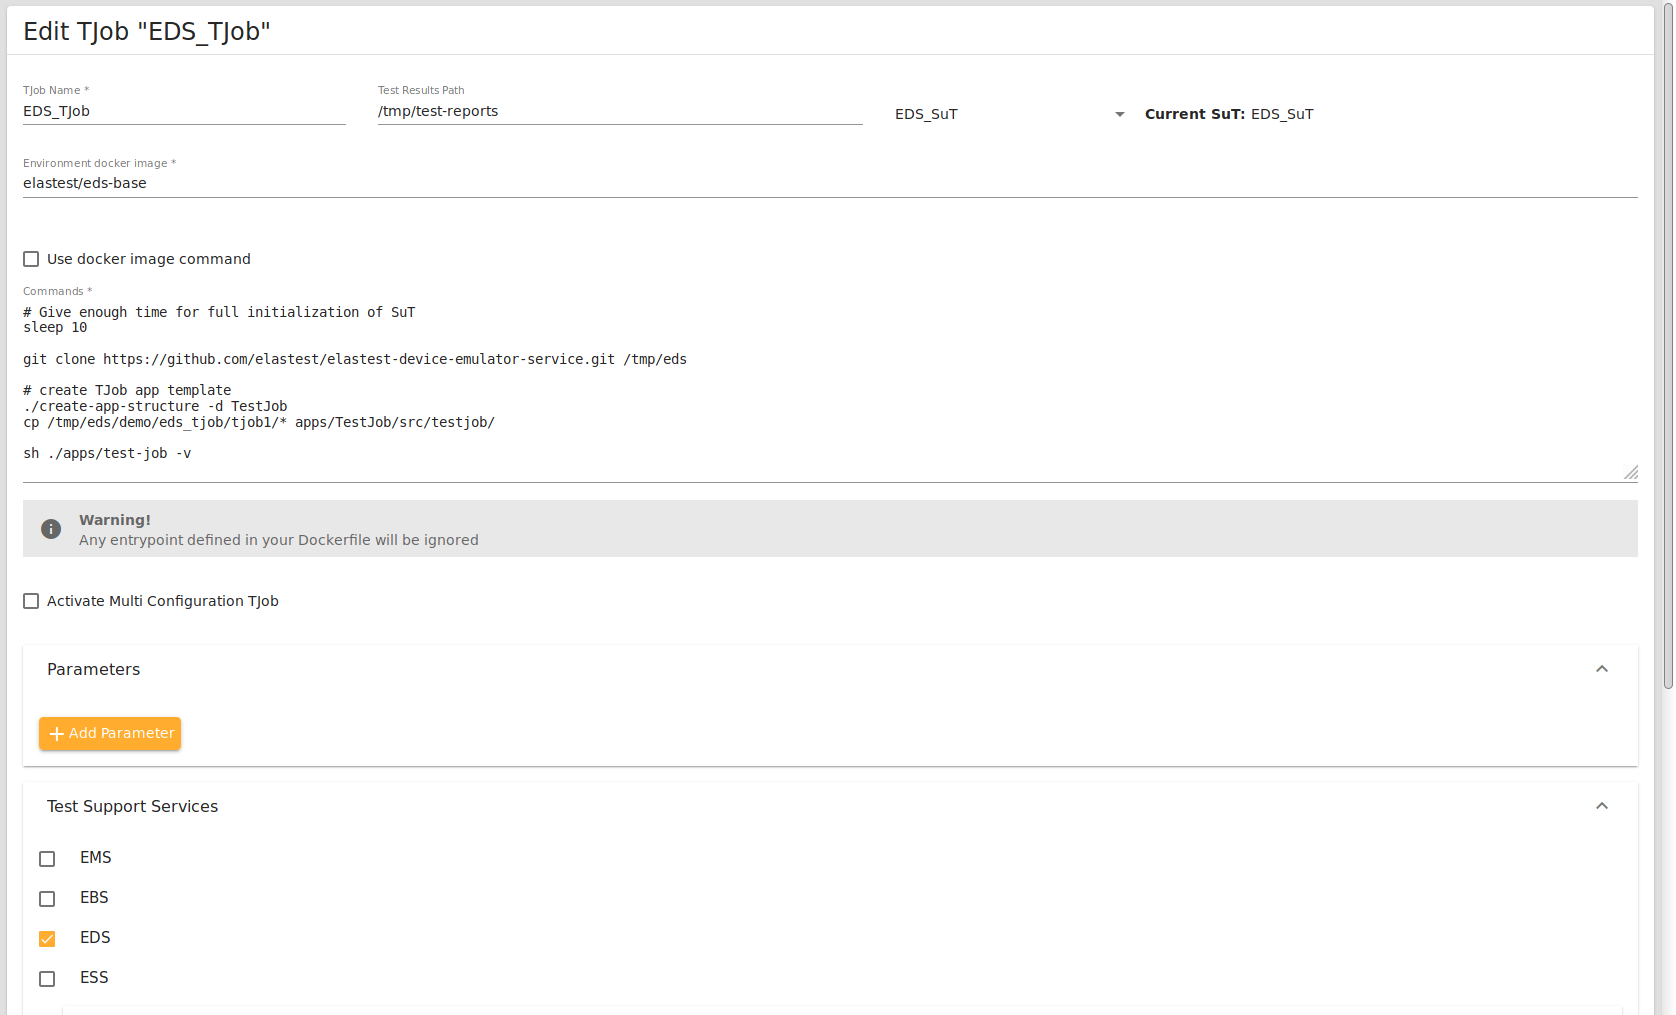 Edit TJob "EDS_TJob"
TJob Name *
EDS_TJob
Test Results Path
/tmp/test-reports
EDS_SuT
Current SuT: EDS_SuT
Environment docker image *
elastest/eds-base
Use docker image command
Commands *
# Give enough time for full initialization of SuT
sleep 10
git clone https://github.com/elastest/elastest-device-emulator-service.git /tmp/eds
# create TJob app template
./create-app-structure -d TestJob
cp /tmp/eds/demo/eds_tjob/tjob1/* apps/TestJob/src/testjob/
sh ./apps/test-job -v
Warning!
Any entrypoint defined in your Dockerfile will be ignored
Activate Multi Configuration TJob
Parameters
Add Parameter
Test Support Services
EMS
EBS
EDS
ESS